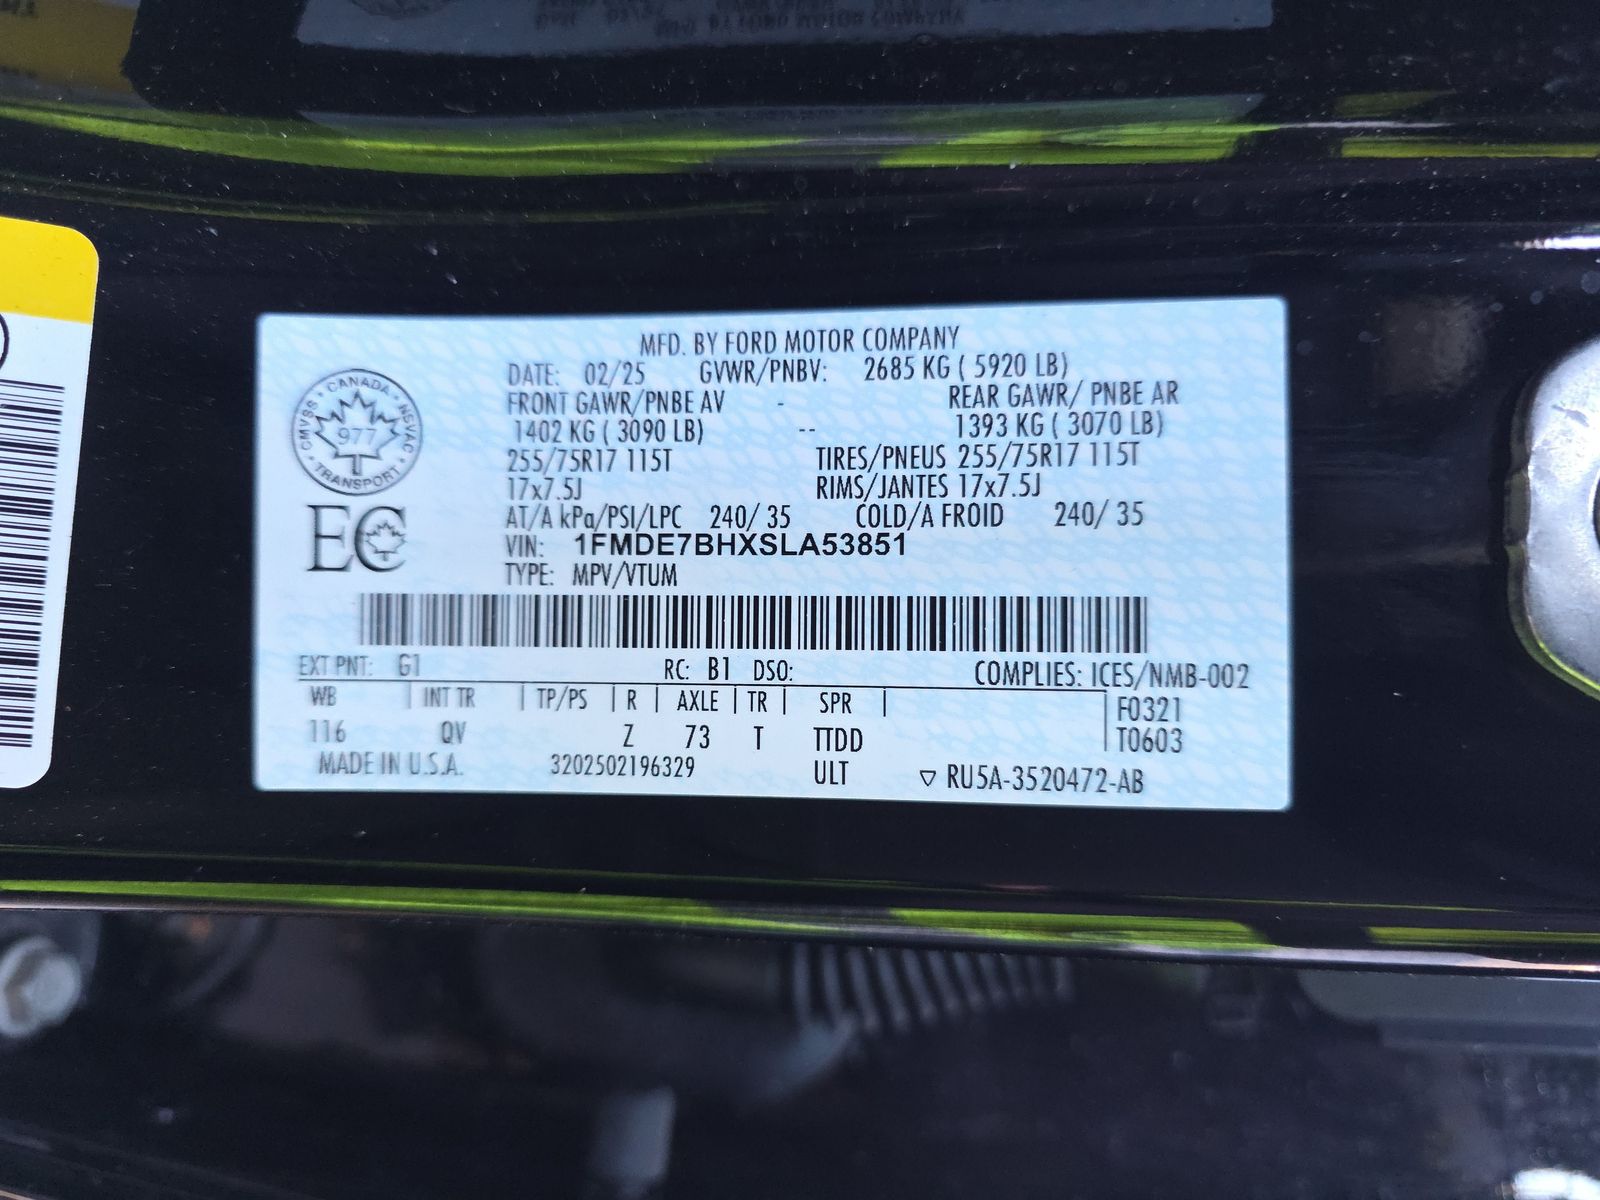 MFD. BY FORD MOTOR COMPANY
DATE: 02/25 GVWR/PNBV: 2685 KG ( 5920 LB)
FRONT GAWR/PNBE AV - REAR GAWR/ PNBE AR
1402 KG ( 3090 LB) -- 1393 KG ( 3070 LB)
255/75R17 115T TIRES/PNEUS 255/75R17 115T
17x7.5J RIMS/JANTES 17x7.5J
AT/A kPa/PSI/LPC 240/ 35 COLD/A FROID 240/ 35
VIN: 1FMDE7BHXSLA53851
TYPE: MPV/VTUM
CANADA
CMVSS NSVAC
977
TRANSPORT
EC
EXT PNT: G1 RC: B1 DSO: COMPLIES: ICES/NMB-002
WB | INT TR | TP/PS | R | AXLE | TR | SPR | F0321
116 QV Z 73 T TTDD T0603
MADE IN U.S.A. 3202502196329 ULT ▽ RU5A-3520472-AB